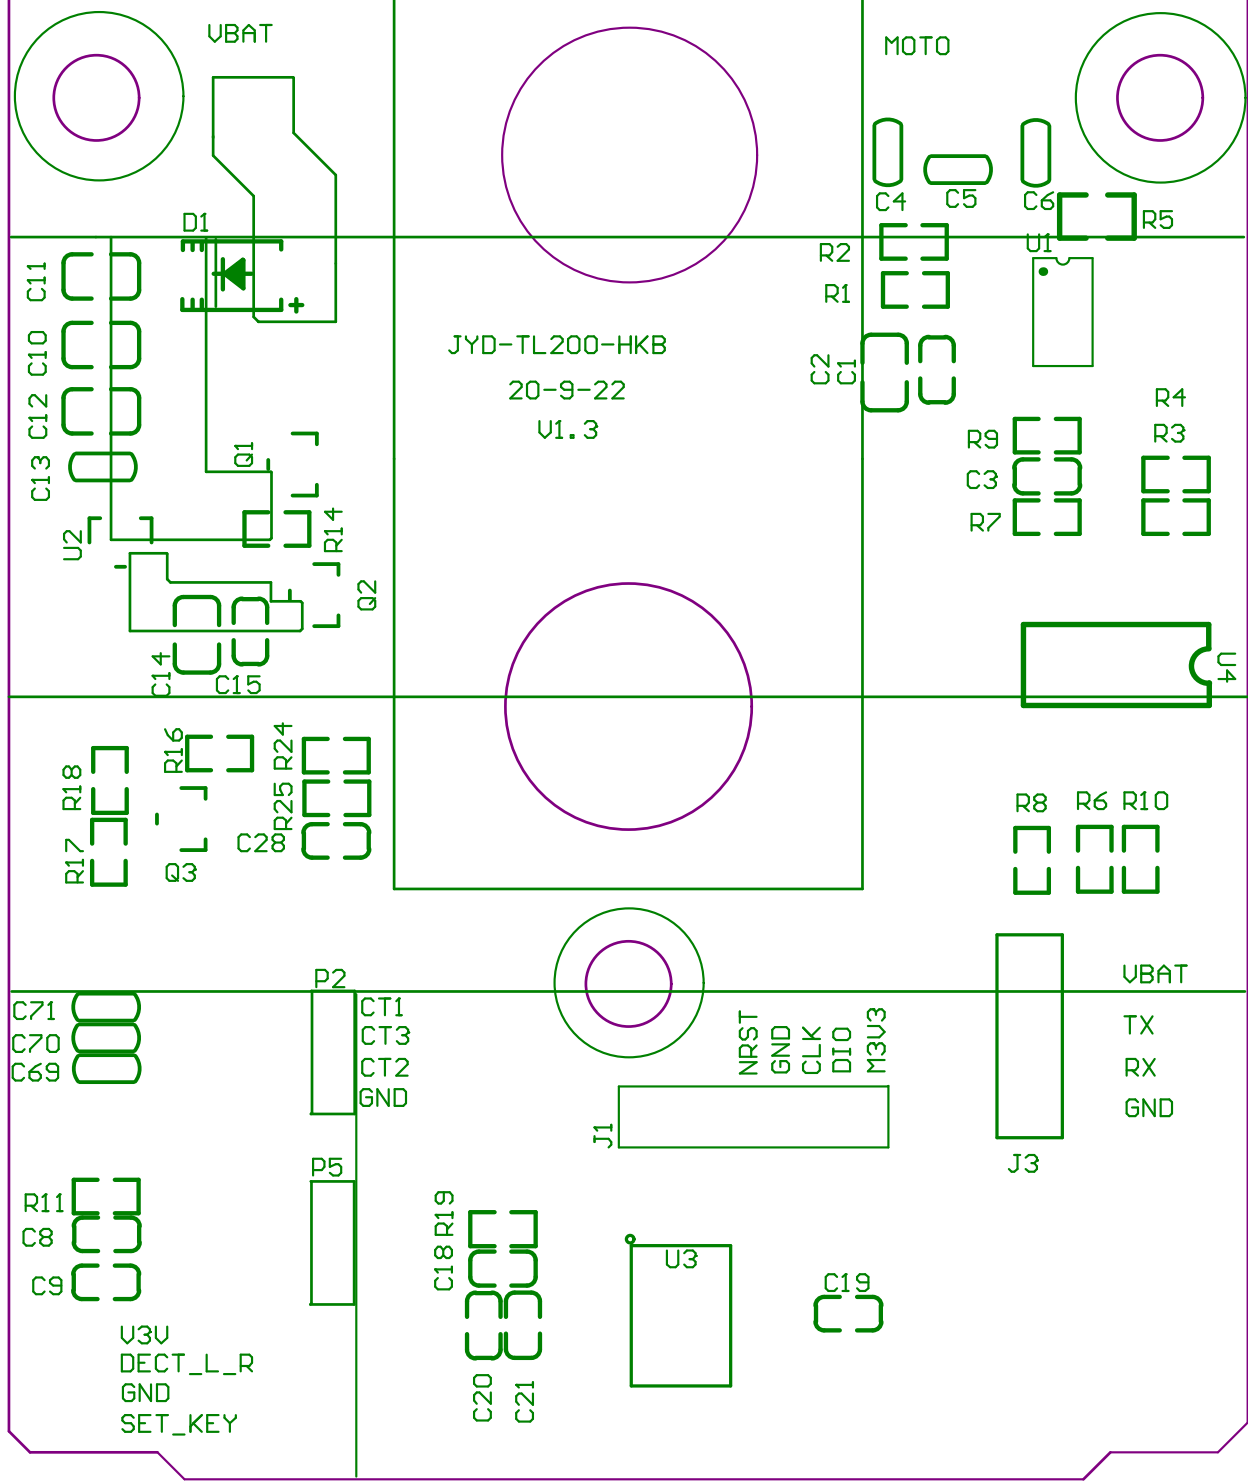 VBAT
MOTO
D1
C4
C5
C6
R5
R2
U1
C11
R1
JYD-TL200-HKB
C10
C2
C1
20-9-22
R4
C12
V1.3
R9
R3
Q1
C13
C3
R7
U2
R14
Q2
C14
C15
U4
R16
R24
R18
R25
R8
R6
R10
C28
R17
Q3
P2
VBAT
C71
CT1
NRST
GND
CLK
DIO
M3V3
TX
C70
CT3
C69
CT2
RX
GND
GND
J1
P5
J3
R11
R19
C8
U3
C9
C18
C19
V3V
DECT_L_R
GND
C20
C21
SET_KEY